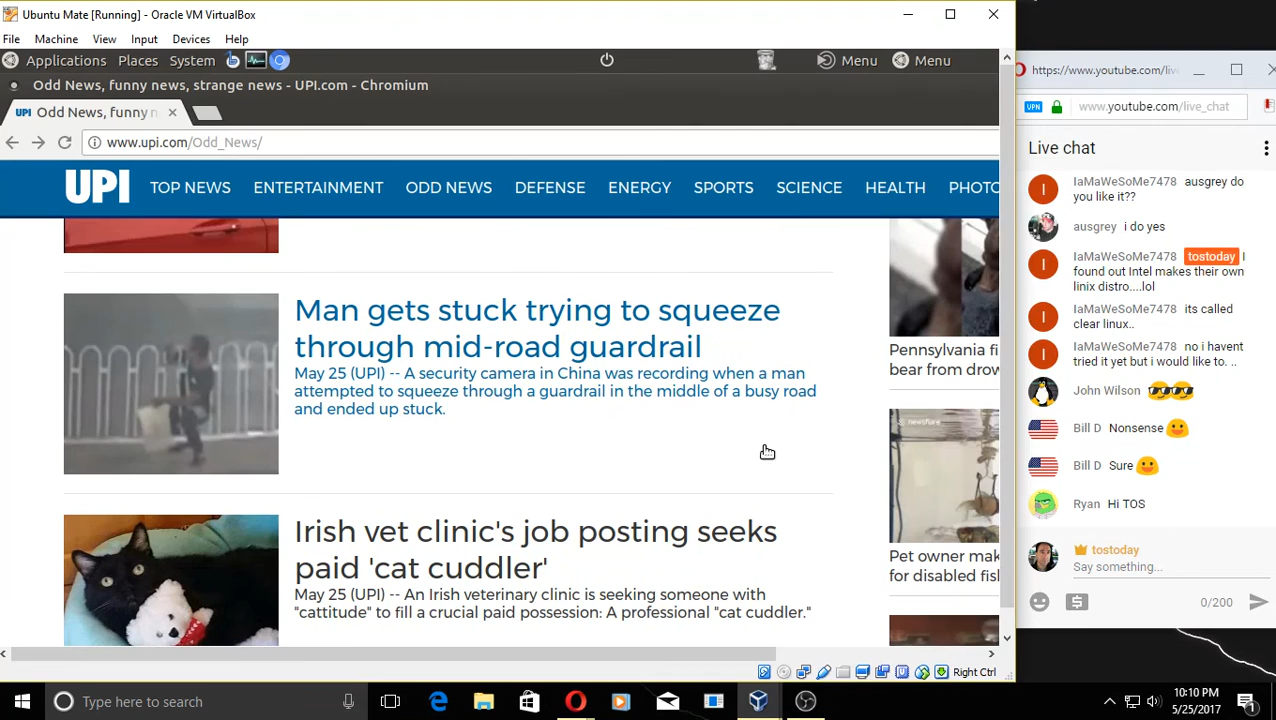 Ubuntu Mate [Running] - Oracle VM VirtualBox
File Machine View Input Devices Help
Applications Places System Menu Menu
Odd News, funny news, strange news - UPI.com - Chromium
UPI Odd News, funny n
www.upi.com/Odd_News/
UPI TOP NEWS ENTERTAINMENT ODD NEWS DEFENSE ENERGY SPORTS SCIENCE HEALTH PHOTO
Man gets stuck trying to squeeze
through mid-road guardrail
May 25 (UPI) -- A security camera in China was recording when a man
attempted to squeeze through a guardrail in the middle of a busy road
and ended up stuck.
Irish vet clinic's job posting seeks
paid 'cat cuddler'
May 25 (UPI) -- An Irish veterinary clinic is seeking someone with
"cattitude" to fill a crucial paid possession: A professional "cat cuddler."
Pennsylvania fi
bear from drow
newsflare
Pet owner mak
for disabled fis
Right Ctrl
https://www.youtube.com/liv
VPN www.youtube.com/live_chat
Live chat
I IaMaWeSoMe7478 ausgrey do
you like it??
ausgrey i do yes
I IaMaWeSoMe7478 tostoday I
found out Intel makes their own
linix distro....lol
I IaMaWeSoMe7478 its called
clear linux..
I IaMaWeSoMe7478 no i havent
tried it yet but i would like to. ..
John Wilson 😎😎
Bill D Nonsense 😃
Bill D Sure 😃
Ryan Hi TOS
tostoday
Say something...
0/200
Type here to search
10:10 PM
5/25/2017
1